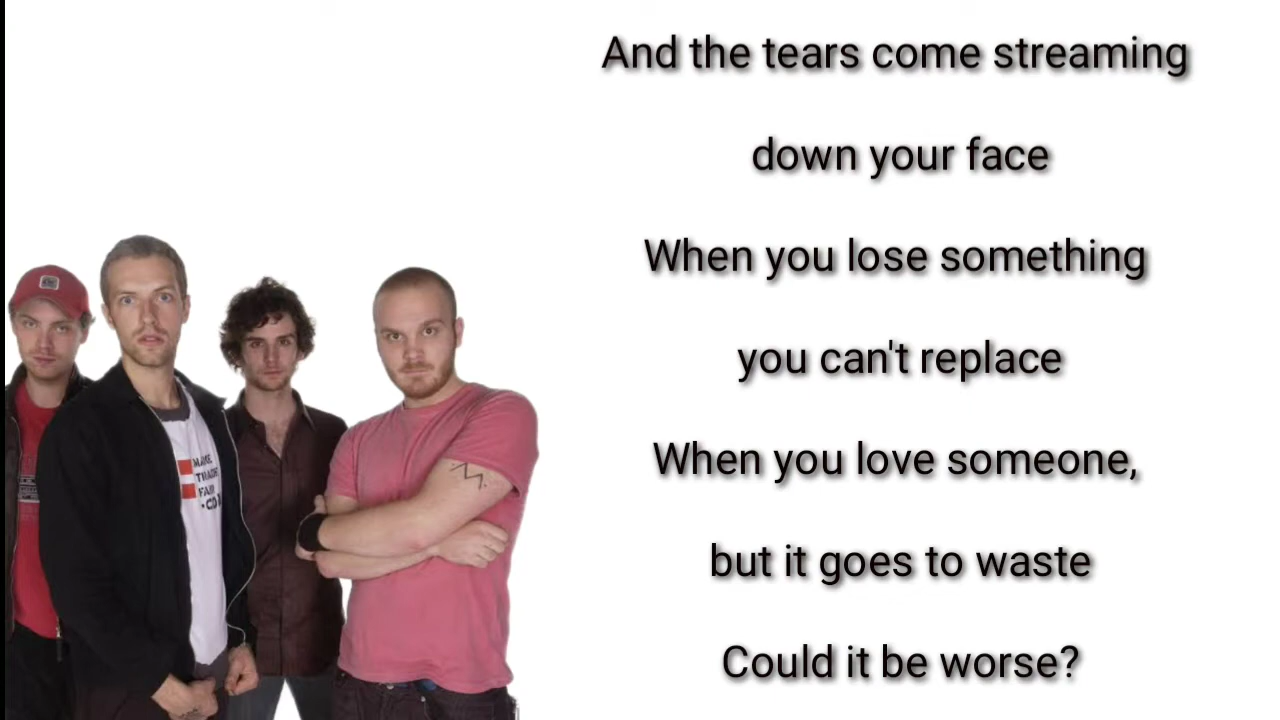 And the tears come streaming
down your face
When you lose something
you can't replace
When you love someone,
but it goes to waste
Could it be worse?
FAIR